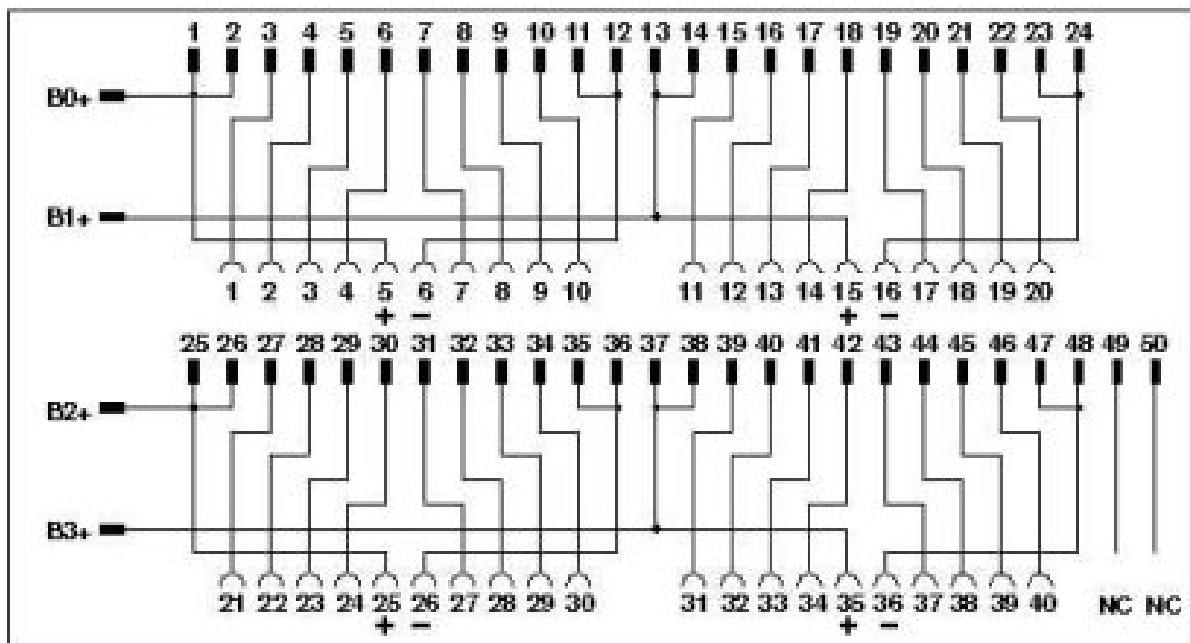 1 2 3 4 5 6 7 8 9 10 11 12 13 14 15 16 17 18 19 20 21 22 23 24
B0+
B1+
1 2 3 4 5 6 7 8 9 10 11 12 13 14 15 16 17 18 19 20
+ − + −
25 26 27 28 29 30 31 32 33 34 35 36 37 38 39 40 41 42 43 44 45 46 47 48 49 50
B2+
B3+
21 22 23 24 25 26 27 28 29 30 31 32 33 34 35 36 37 38 39 40 NC NC
+ − + −